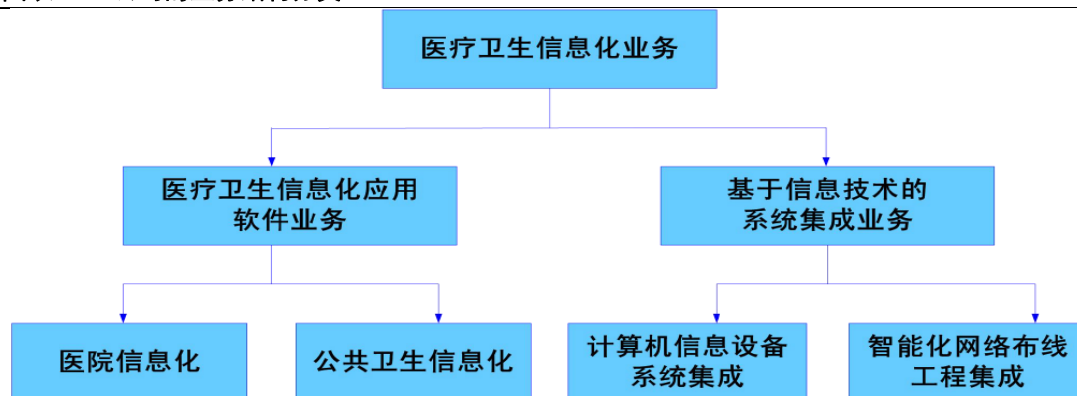 医疗卫生信息化业务
医疗卫生信息化应用
软件业务
基于信息技术的
系统集成业务
医院信息化
公共卫生信息化
计算机信息设备
系统集成
智能化网络布线
工程集成